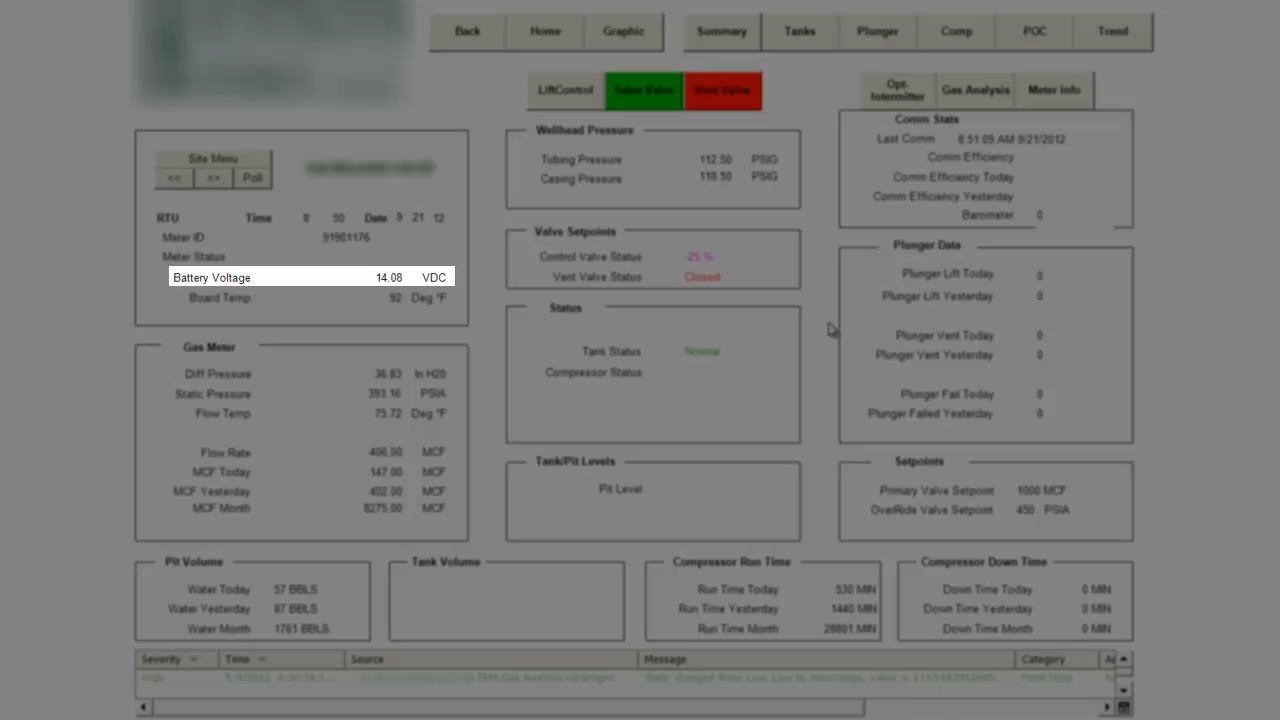 Back Home Graphic Summary Tanks Plunger Comp POC Trend
LiftControl Sales Valve Vent Valve
Opt. Intermitter Gas Analysis Meter Info
Site Menu
<< >> Poll
RTU Time 8 50 Date 9 21 12
Meter ID 91901176
Meter Status
Battery Voltage 14.08 VDC
Board Temp 92 Deg °F
Gas Meter
Diff Pressure 36.83 In H20
Static Pressure 393.16 PSIA
Flow Temp 75.72 Deg °F
Flow Rate 406.00 MCF
MCF Today 147.00 MCF
MCF Yesterday 402.00 MCF
MCF Month 8275.00 MCF
Wellhead Pressure
Tubing Pressure 112.50 PSIG
Casing Pressure 118.50 PSIG
Valve Setpoints
Control Valve Status -25 %
Vent Valve Status Closed
Status
Tank Status Normal
Compressor Status
Tank/Pit Levels
Pit Level
Comm Stats
Last Comm 8:51:09 AM 9/21/2012
Comm Efficiency
Comm Efficiency Today
Comm Efficiency Yesterday
Barometer 0
Plunger Data
Plunger Lift Today 0
Plunger Lift Yesterday 0
Plunger Vent Today 0
Plunger Vent Yesterday 0
Plunger Fail Today 0
Plunger Failed Yesterday 0
Setpoints
Primary Valve Setpoint 1000 MCF
OverRide Valve Setpoint 450 PSIA
Pit Volume
Water Today 57 BBLS
Water Yesterday 87 BBLS
Water Month 1761 BBLS
Tank Volume
Compressor Run Time
Run Time Today 530 MIN
Run Time Yesterday 1440 MIN
Run Time Month 28801 MIN
Compressor Down Time
Down Time Today 0 MIN
Down Time Yesterday 0 MIN
Down Time Month 0 MIN
Severity Time Source Message Category
High